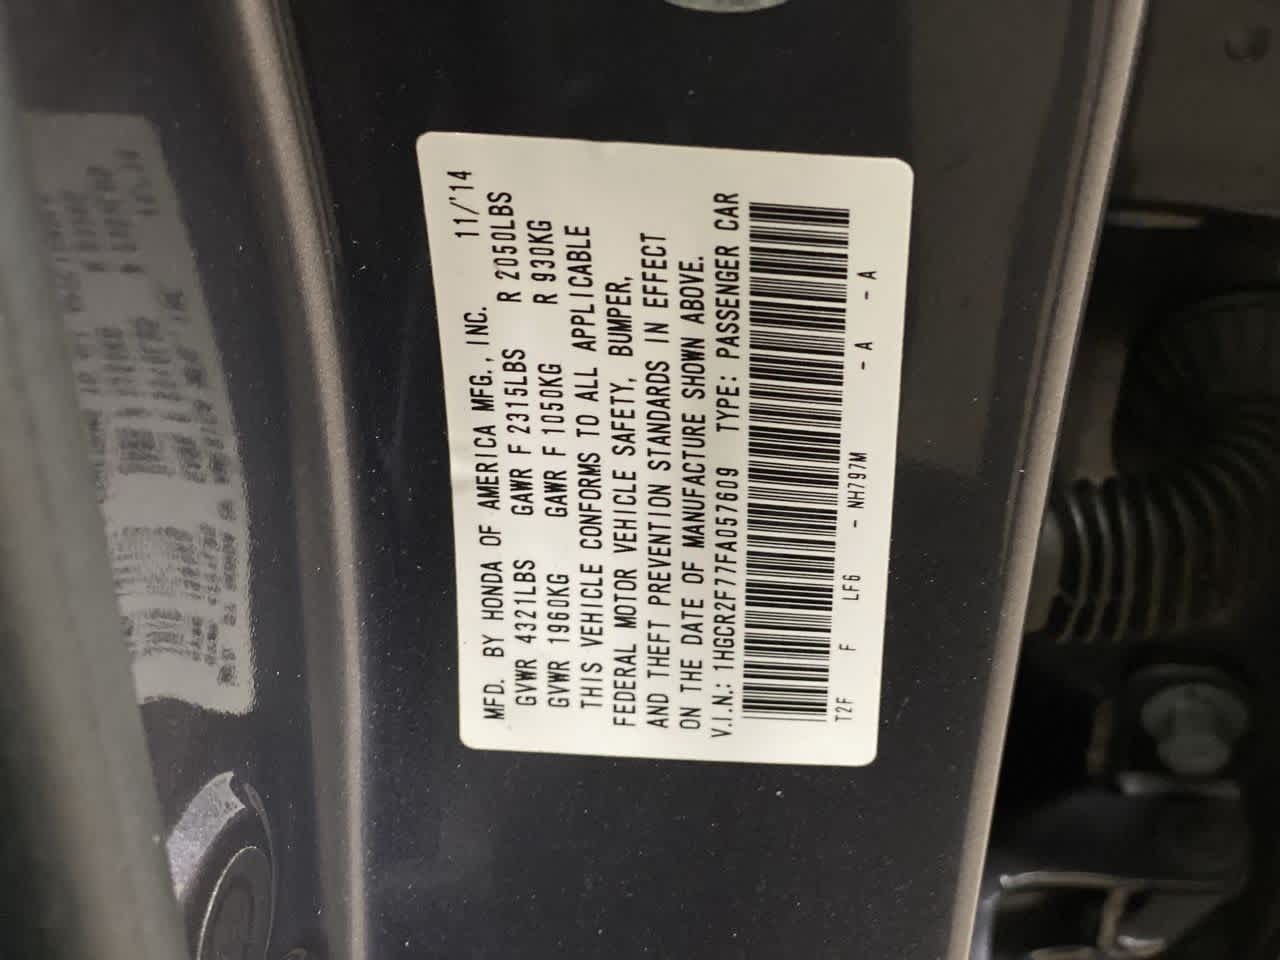 MFD. BY HONDA OF AMERICA MFG., INC. 11/'14
GVWR 4321LBS GAWR F 2315LBS R 2050LBS
GVWR 1960KG GAWR F 1050KG R 930KG
THIS VEHICLE CONFORMS TO ALL APPLICABLE
FEDERAL MOTOR VEHICLE SAFETY, BUMPER,
AND THEFT PREVENTION STANDARDS IN EFFECT
ON THE DATE OF MANUFACTURE SHOWN ABOVE.
V.I.N.: 1HGCR2F77FA057609 TYPE: PASSENGER CAR
T2F F LF6 - NH797M - A - A